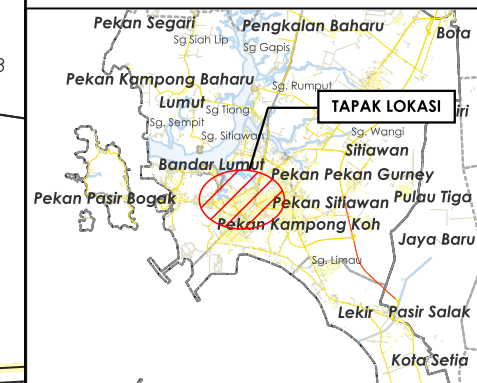 Pekan Segari
Pengkalan Baharu
Bota
Sg Siah Lip
Sg Gapis
Pekan Kampong Baharu
Sg. Rumput
Lumut
Sg Tiong
TAPAK LOKASI
Sg. Sempit
Sg. Sitiawan
Sg. Wangi
Sitiawan
Bandar Lumut
Pekan Pekan Gurney
Pekan Pasir Bogak
Pekan Sitiawan
Pulau Tiga
Pekan Kampong Koh
Jaya Baru
Sg. Limau
Lekir
Pasir Salak
Kota Setia